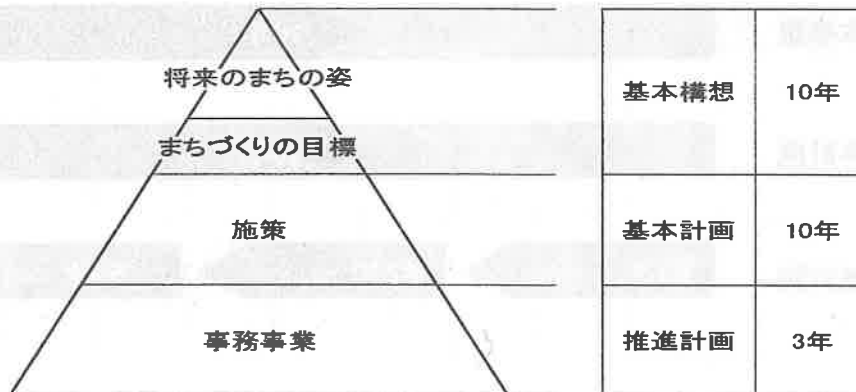 将来のまちの姿
まちづくりの目標
基本構想 10年
施策
基本計画 10年
事務事業
推進計画 3年